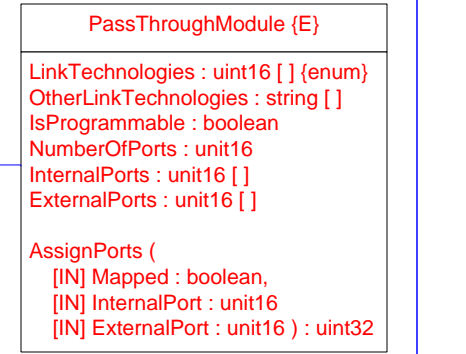 PassThroughModule {E}
LinkTechnologies : uint16 [ ] {enum}
OtherLinkTechnologies : string [ ]
IsProgrammable : boolean
NumberOfPorts : unit16
InternalPorts : unit16 [ ]
ExternalPorts : unit16 [ ]
AssignPorts (
[IN] Mapped : boolean,
[IN] InternalPort : unit16
[IN] ExternalPort : unit16 ) : uint32